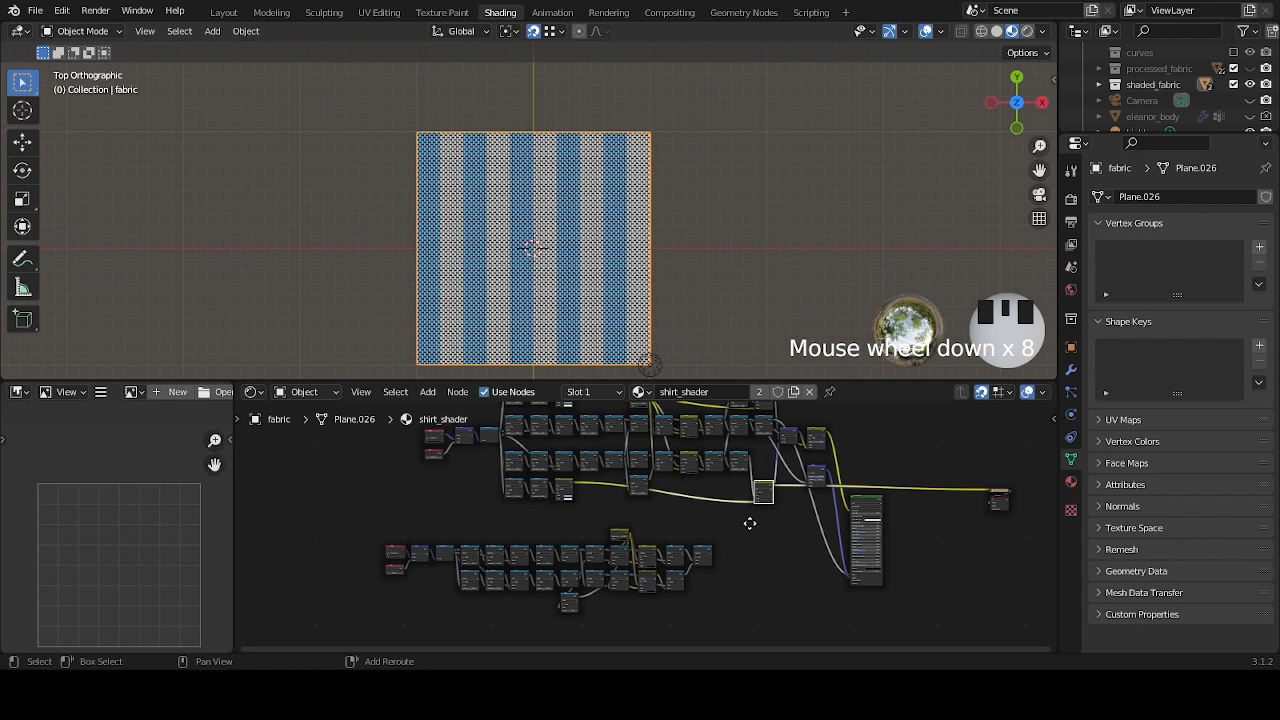 File Edit Render Window Help Layout Modeling Sculpting UV Editing Texture Paint Shading Animation Rendering Compositing Geometry Nodes Scripting + Scene ViewLayer
Object Mode View Select Add Object Global
Options
Top Orthographic
(0) Collection | fabric
Y
X
Z
curves
processed_fabric
shaded_fabric
Camera
eleanor_body
fabric > Plane.026
Plane.026
Vertex Groups
Shape Keys
UV Maps
Vertex Colors
Face Maps
Attributes
Normals
Texture Space
Remesh
Geometry Data
Mesh Data Transfer
Custom Properties
Mouse wheel down x 8
View + New Ope
Object View Select Add Node Use Nodes Slot 1 shirt_shader 2
fabric > Plane.026 > shirt_shader
Select Box Select Pan View Add Reroute 3.1.2